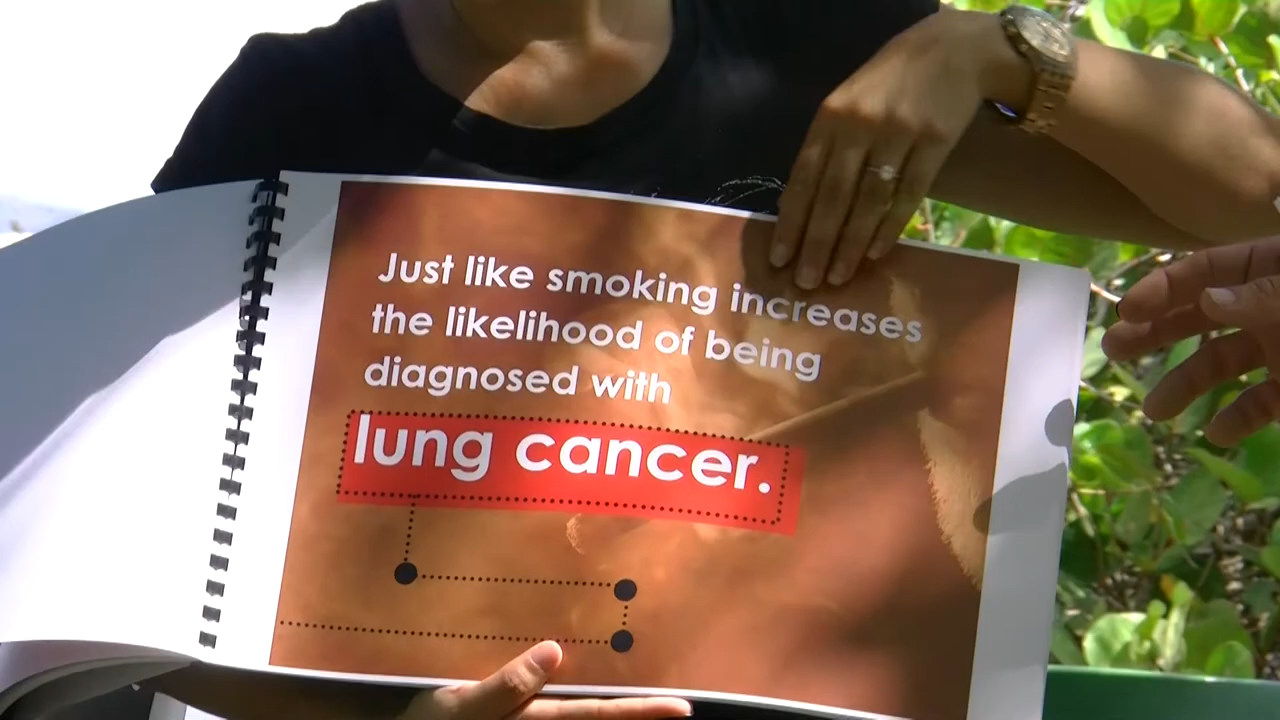 Just like smoking increases
the likelihood of being
diagnosed with
lung cancer.